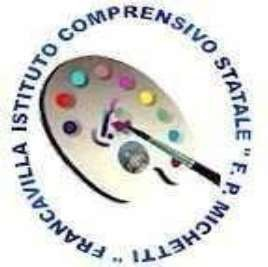 ISTITUTO COMPRENSIVO STATALE " F. P. MICHETTI " FRANCAVILLA